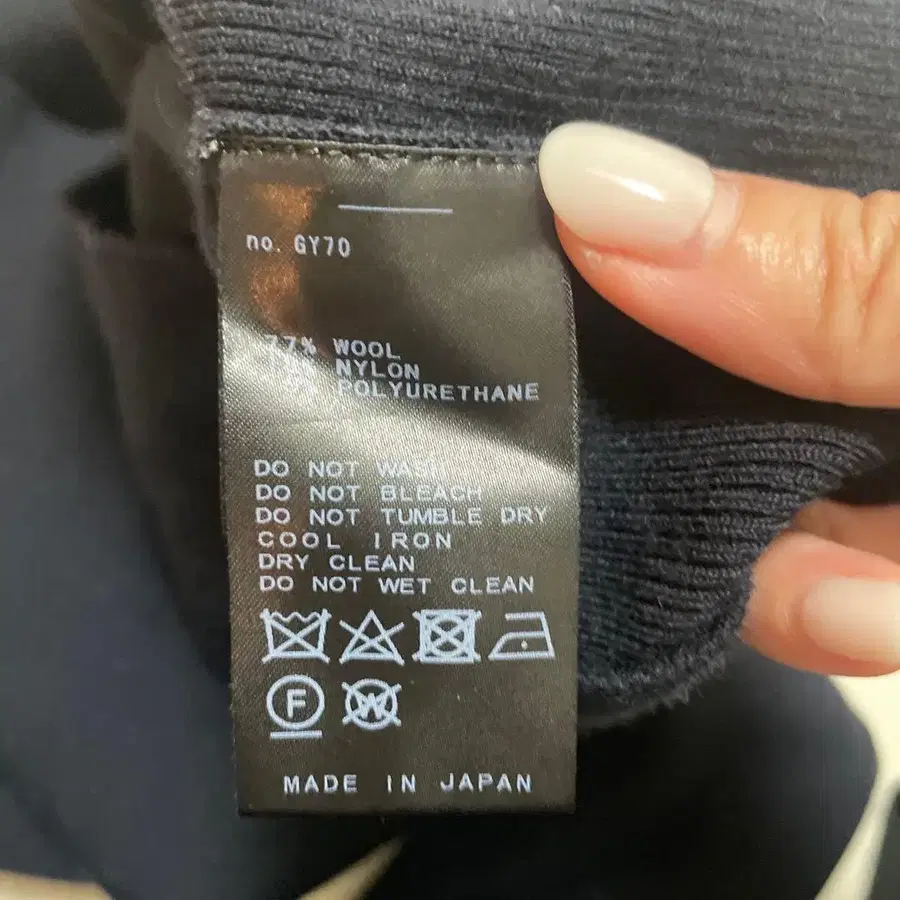 no. GY70
77% WOOL
NYLON
POLYURETHANE
DO NOT WASH
DO NOT BLEACH
DO NOT TUMBLE DRY
COOL IRON
DRY CLEAN
DO NOT WET CLEAN
F W
MADE IN JAPAN